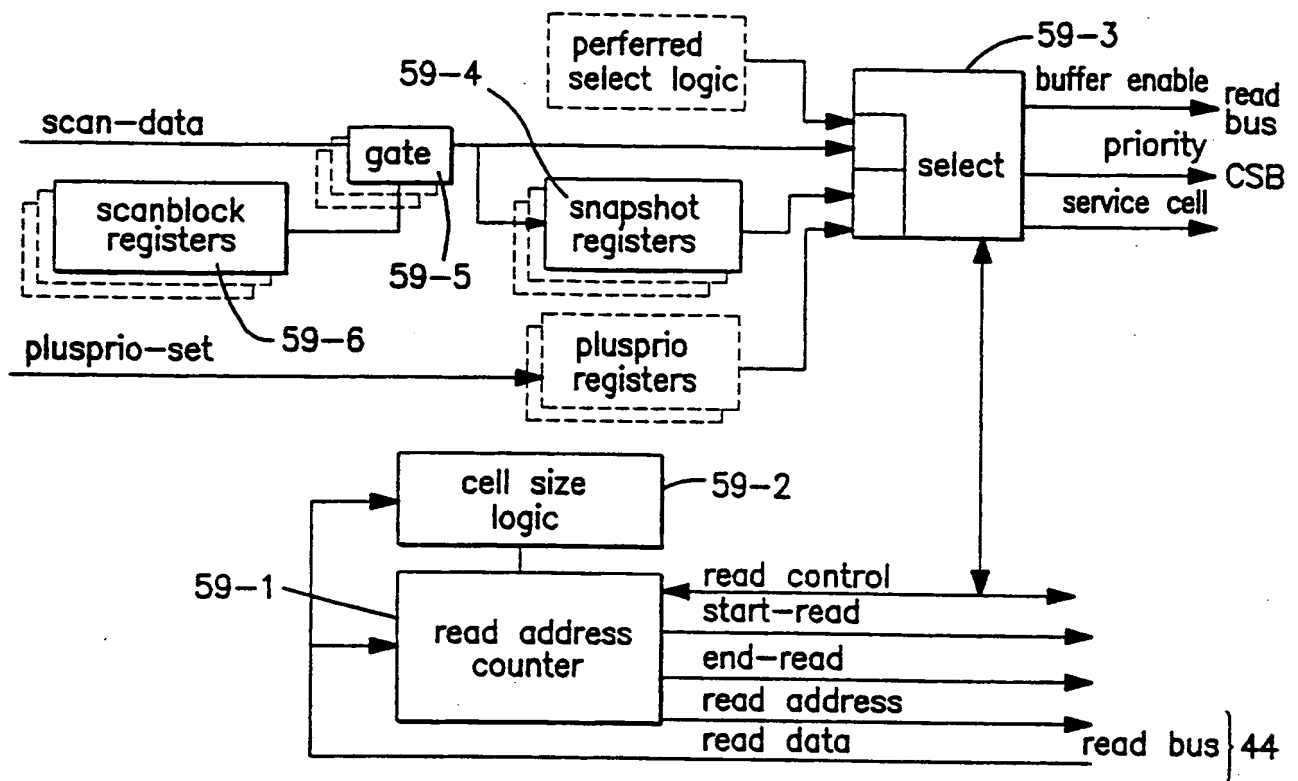 perferred
select logic
59-3
59-4
buffer enable
read
bus
scan-data
gate
select
priority
CSB
scanblock
registers
snapshot
registers
service cell
59-5
59-6
plusprio-set
plusprio
registers
cell size
logic
59-2
59-1
read address
counter
read control
start-read
end-read
read address
read data
read bus } 44